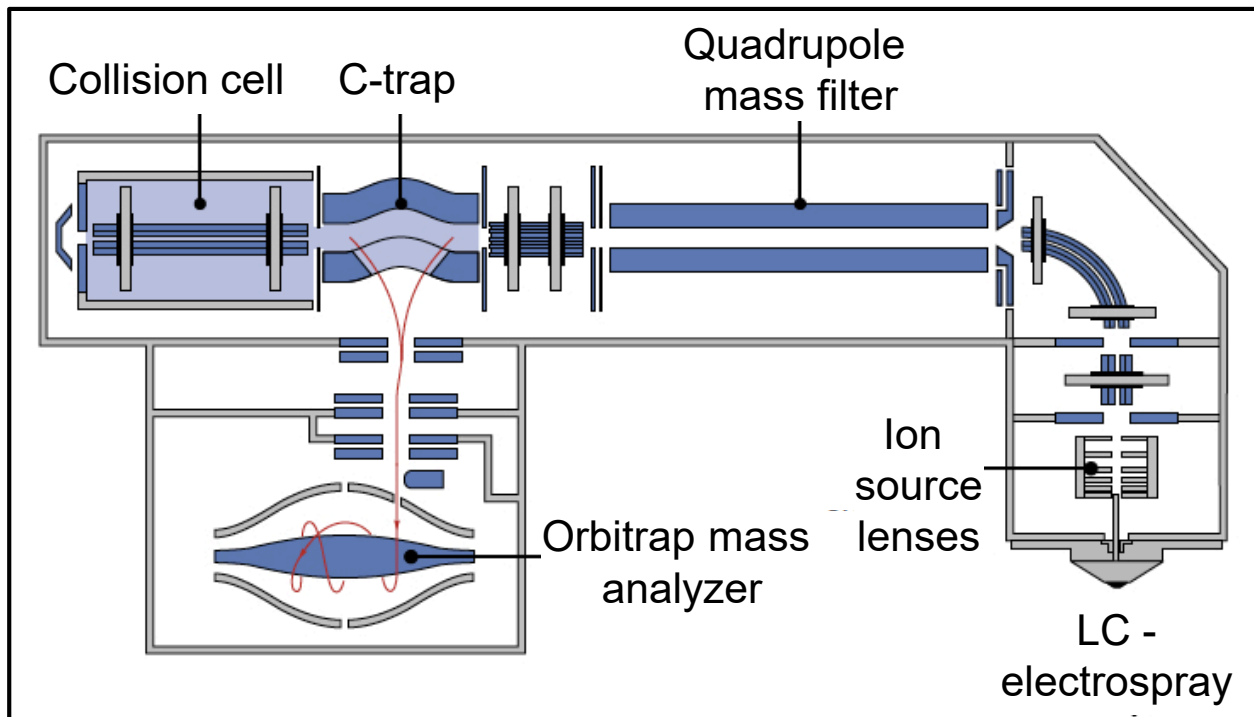 Collision cell
C-trap
Quadrupole
mass filter
Ion
source
lenses
Orbitrap mass
analyzer
LC -
electrospray